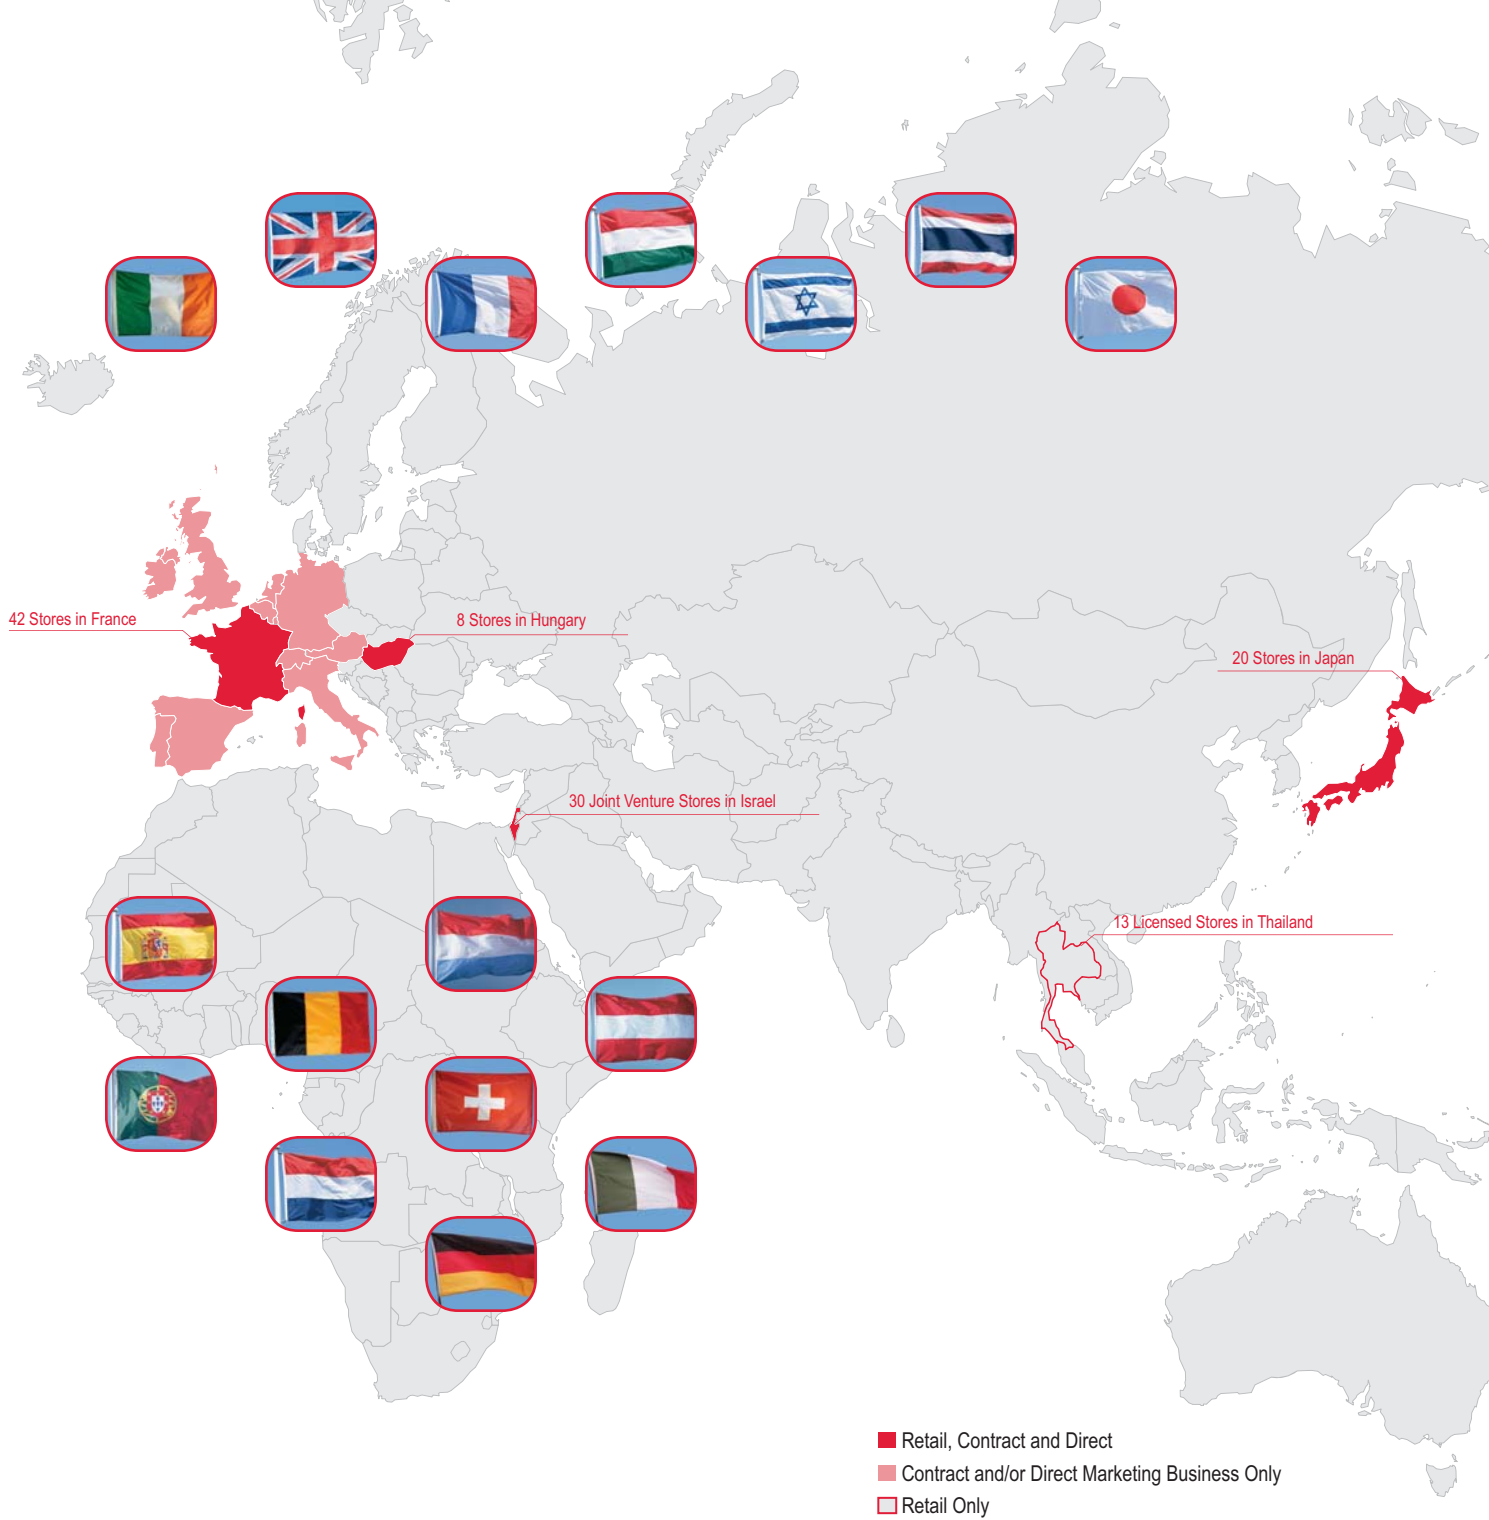 42 Stores in France
8 Stores in Hungary
20 Stores in Japan
30 Joint Venture Stores in Israel
13 Licensed Stores in Thailand
Retail, Contract and Direct
Contract and/or Direct Marketing Business Only
Retail Only